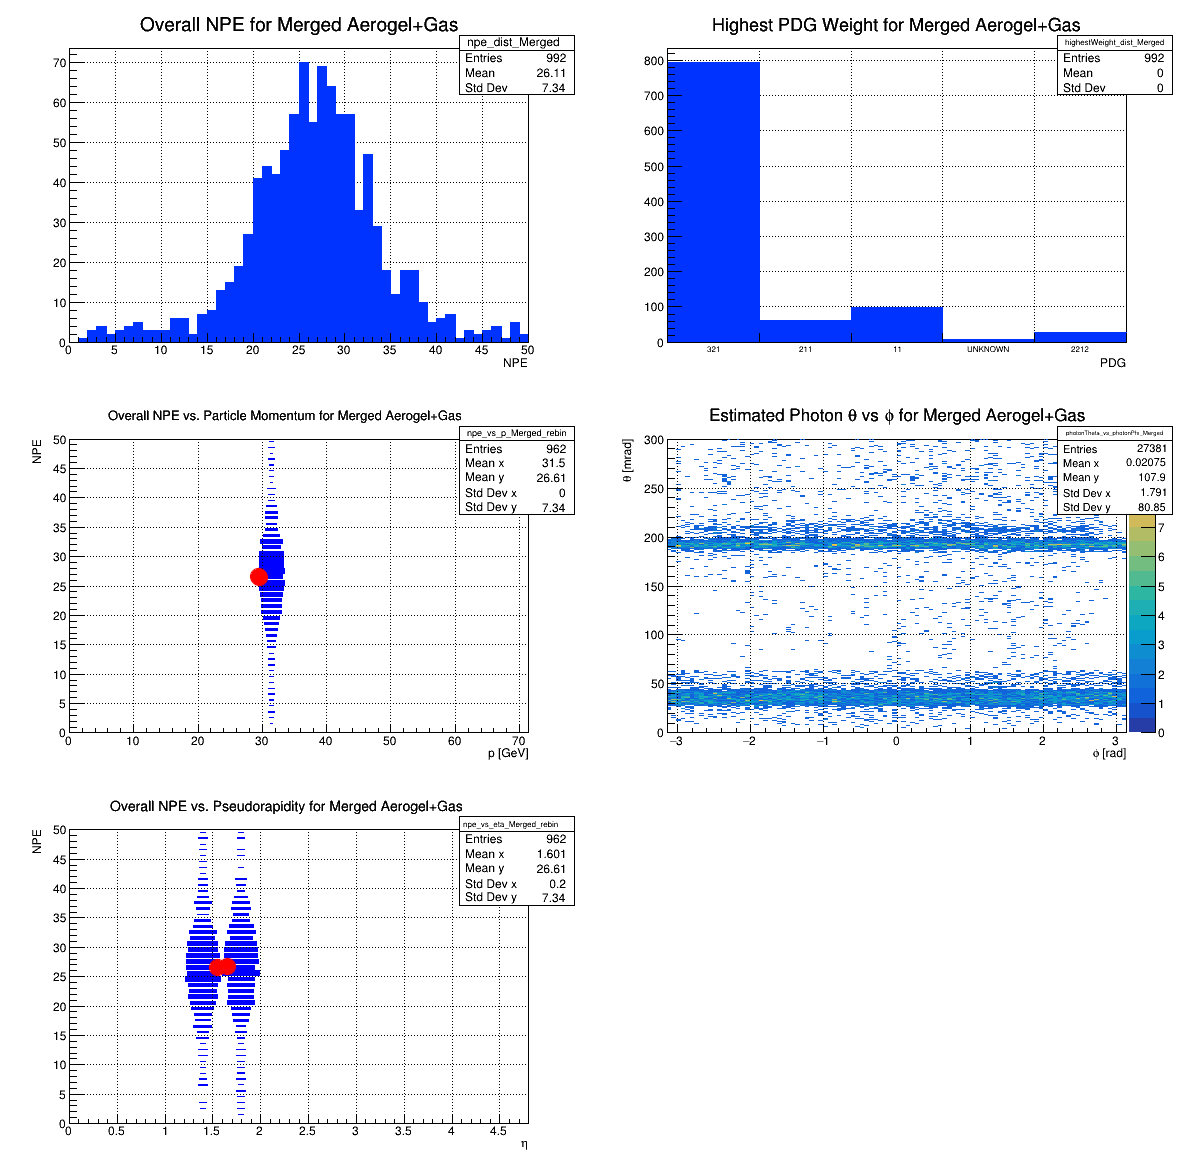 Overall NPE for Merged Aerogel+Gas
npe_dist_Merged
Entries 992
Mean 26.11
Std Dev 7.34
70
60
50
40
30
20
10
0
0 5 10 15 20 25 30 35 40 45 50
NPE
Highest PDG Weight for Merged Aerogel+Gas
highestWeight_dist_Merged
Entries 992
Mean 0
Std Dev 0
800
700
600
500
400
300
200
100
0
321 211 11 UNKNOWN 2212
PDG
Overall NPE vs. Particle Momentum for Merged Aerogel+Gas
npe_vs_p_Merged_rebin
Entries 962
Mean x 31.5
Mean y 26.61
Std Dev x 0
Std Dev y 7.34
NPE
50
45
40
35
30
25
20
15
10
5
0
0 10 20 30 40 50 60 70
p [GeV]
Estimated Photon θ vs ϕ for Merged Aerogel+Gas
photonTheta_vs_photonPhi_Merged
Entries 27381
Mean x 0.02075
Mean y 107.9
Std Dev x 1.791
Std Dev y 80.85
θ [mrad]
300
250
200
150
100
50
0
−3 −2 −1 0 1 2 3
ϕ [rad]
7
6
5
4
3
2
1
0
Overall NPE vs. Pseudorapidity for Merged Aerogel+Gas
npe_vs_eta_Merged_rebin
Entries 962
Mean x 1.601
Mean y 26.61
Std Dev x 0.2
Std Dev y 7.34
NPE
50
45
40
35
30
25
20
15
10
5
0
0 0.5 1 1.5 2 2.5 3 3.5 4 4.5
η